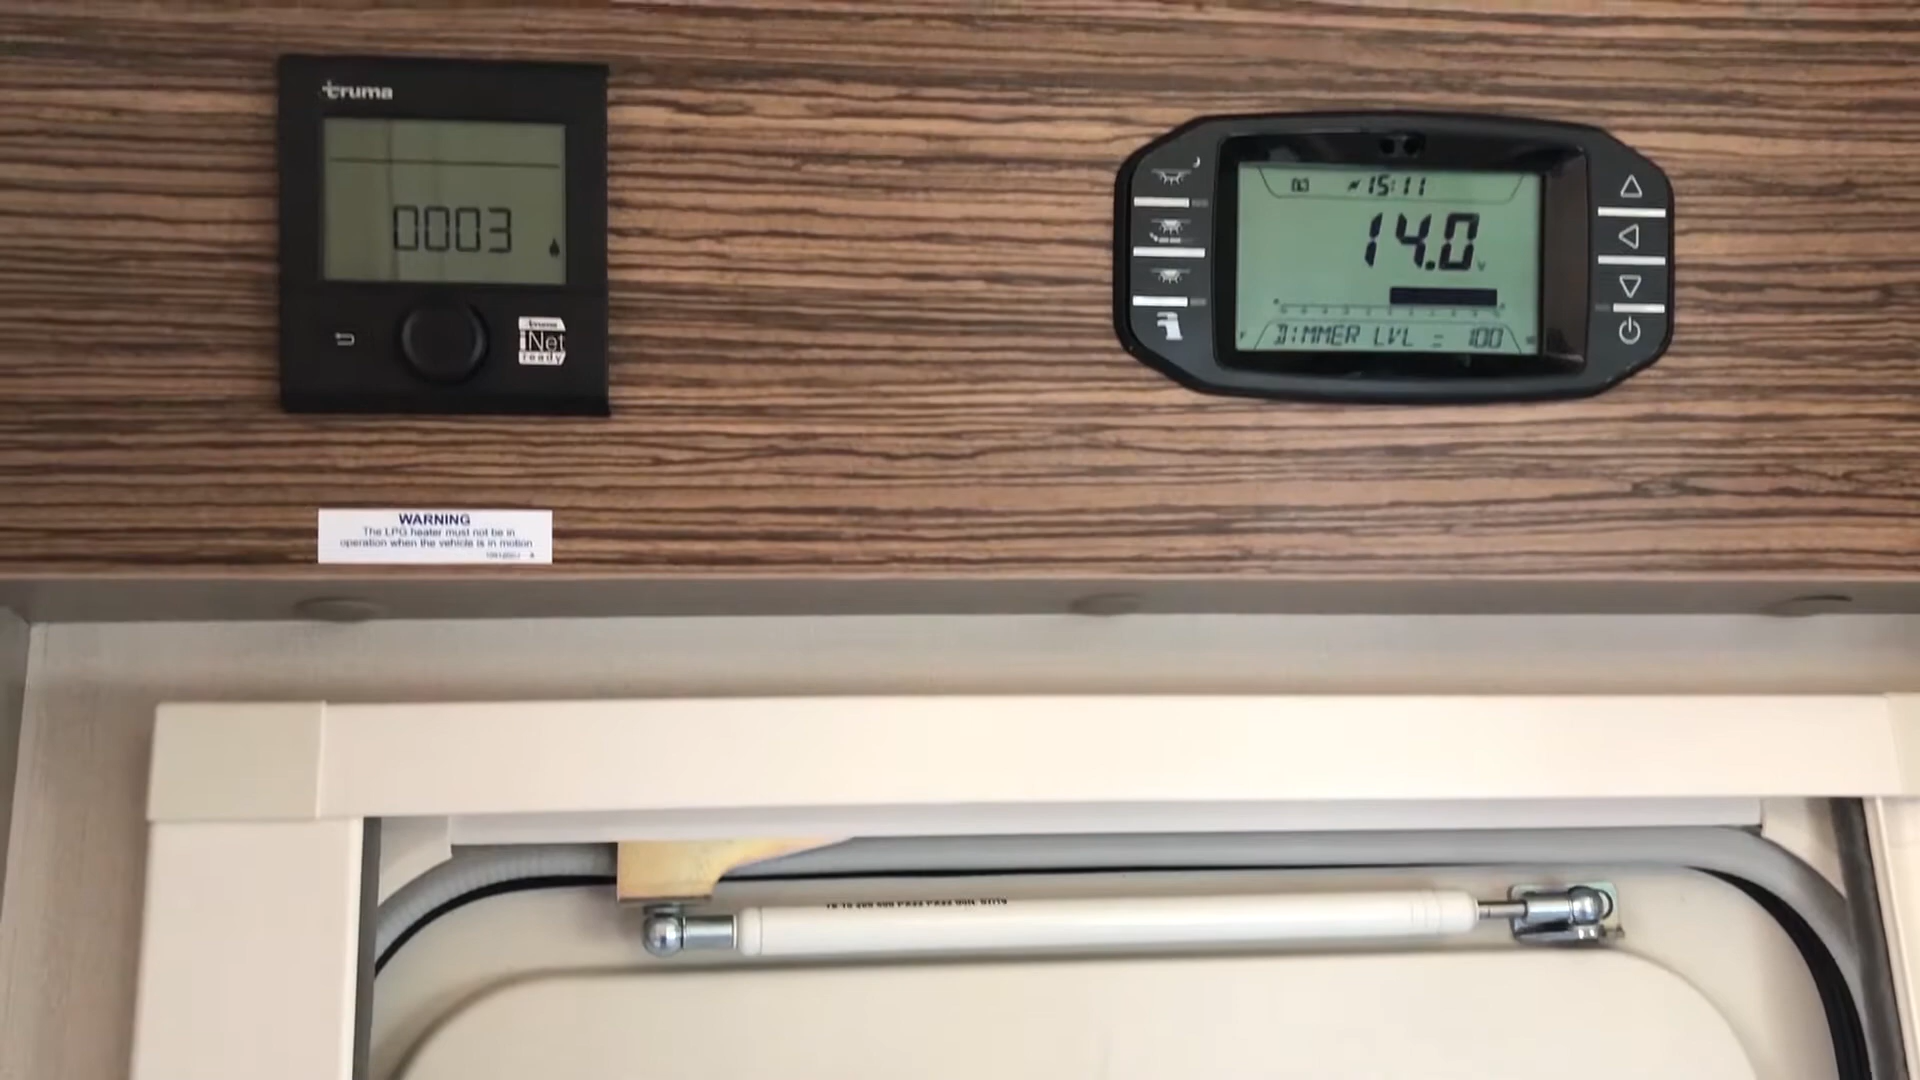 truma
0003
iNet
ready
15:11
14.0
V
DIMMER LVL = 100
WARNING
The LPG heater must not be in
operation when the vehicle is in motion